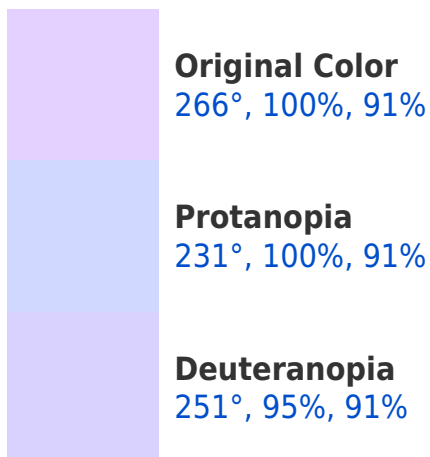 Original Color
266°, 100%, 91%
Protanopia
231°, 100%, 91%
Deuteranopia
251°, 95%, 91%